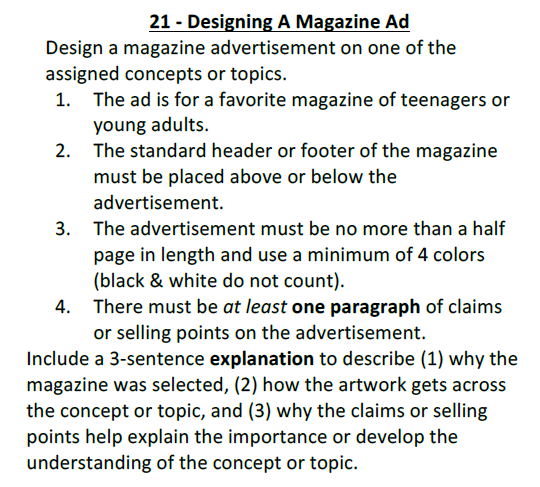 21 - Designing A Magazine Ad
Design a magazine advertisement on one of the
assigned concepts or topics.
1. The ad is for a favorite magazine of teenagers or
young adults.
2. The standard header or footer of the magazine
must be placed above or below the
advertisement.
3. The advertisement must be no more than a half
page in length and use a minimum of 4 colors
(black & white do not count).
4. There must be at least one paragraph of claims
or selling points on the advertisement.
Include a 3-sentence explanation to describe (1) why the
magazine was selected, (2) how the artwork gets across
the concept or topic, and (3) why the claims or selling
points help explain the importance or develop the
understanding of the concept or topic.